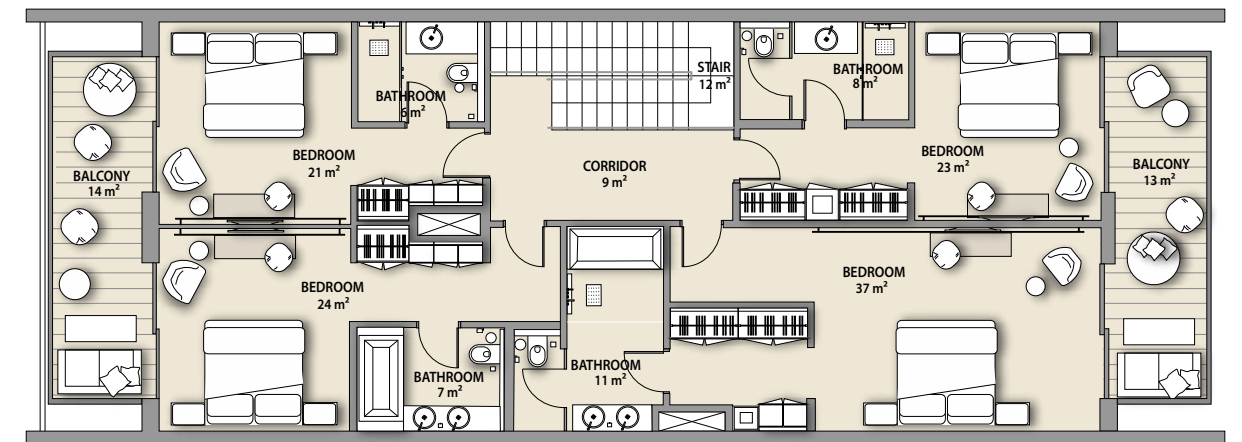 STAIR
12 m²
BATHROOM
8 m²
BATHROOM
6 m²
BEDROOM
21 m²
CORRIDOR
9 m²
BEDROOM
23 m²
BALCONY
14 m²
BALCONY
13 m²
BEDROOM
24 m²
BEDROOM
37 m²
BATHROOM
7 m²
BATHROOM
11 m²